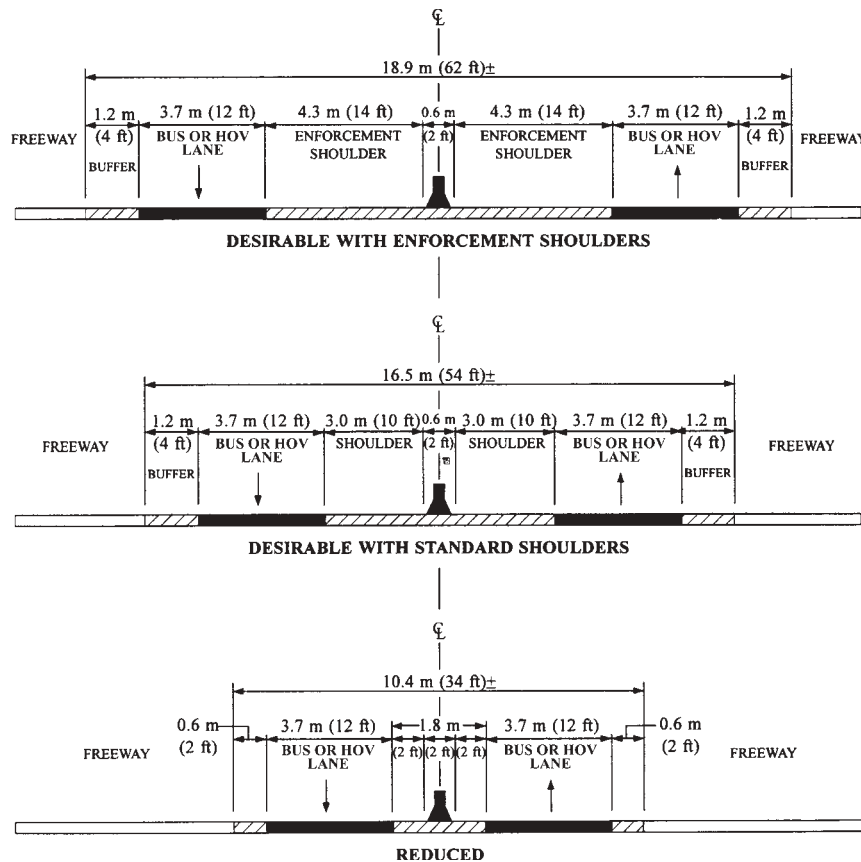 ℄
18.9 m (62 ft)±
1.2 m 3.7 m (12 ft) 4.3 m (14 ft) 0.6 m 4.3 m (14 ft) 3.7 m (12 ft) 1.2 m
FREEWAY (4 ft) BUS OR HOV ENFORCEMENT (2 ft) ENFORCEMENT BUS OR HOV (4 ft) FREEWAY
LANE SHOULDER SHOULDER LANE
BUFFER BUFFER
DESIRABLE WITH ENFORCEMENT SHOULDERS
℄
16.5 m (54 ft)±
1.2 m 3.7 m (12 ft) 3.0 m (10 ft) 0.6 m 3.0 m (10 ft) 3.7 m (12 ft) 1.2 m
FREEWAY (4 ft) BUS OR HOV SHOULDER (2 ft) SHOULDER BUS OR HOV (4 ft) FREEWAY
LANE LANE
BUFFER BUFFER
DESIRABLE WITH STANDARD SHOULDERS
℄
10.4 m (34 ft)±
0.6 m 3.7 m (12 ft) 1.8 m 3.7 m (12 ft) 0.6 m
FREEWAY (2 ft) BUS OR HOV (2 ft) (2 ft) (2 ft) BUS OR HOV (2 ft) FREEWAY
LANE LANE
REDUCED